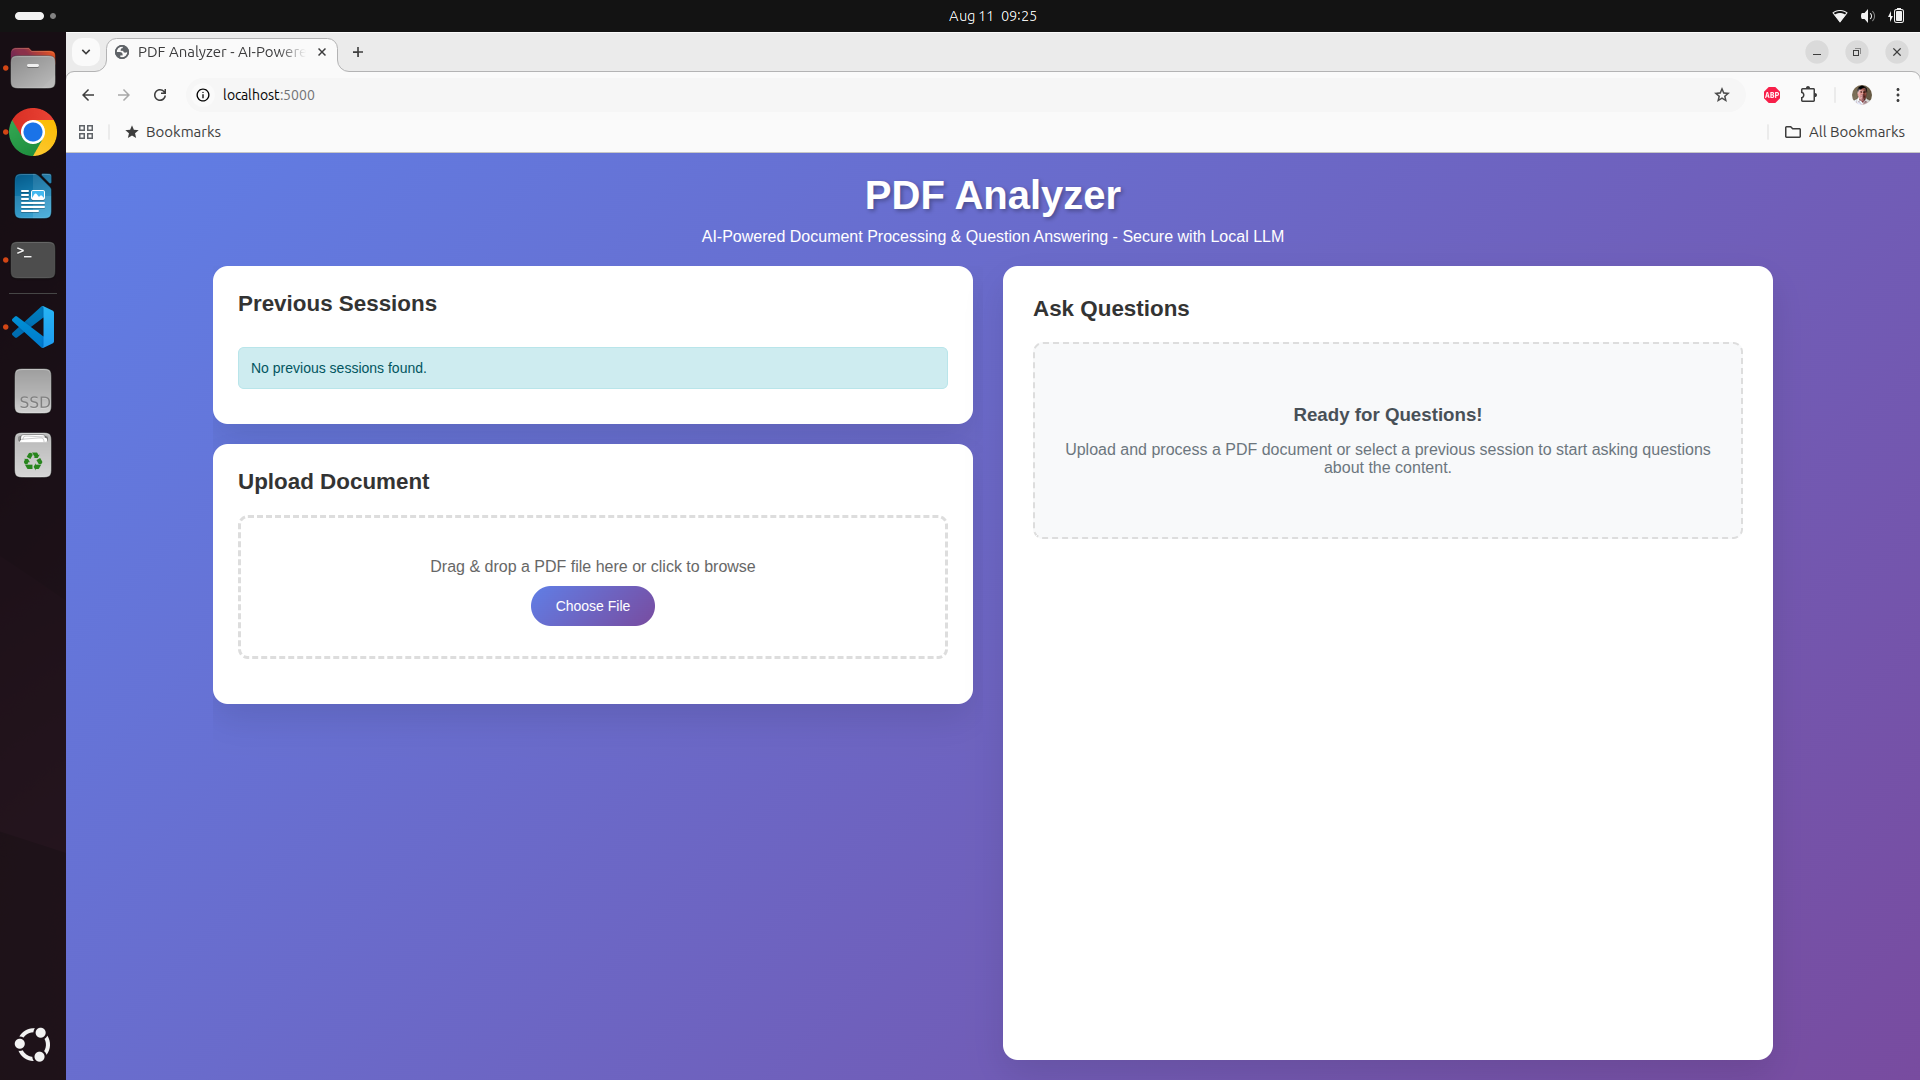 Aug 11 09:25
PDF Analyzer - AI-Powere
localhost:5000
ABP
Bookmarks
All Bookmarks
PDF Analyzer
AI-Powered Document Processing & Question Answering - Secure with Local LLM
Previous Sessions
No previous sessions found.
Upload Document
Drag & drop a PDF file here or click to browse
Choose File
Ask Questions
Ready for Questions!
Upload and process a PDF document or select a previous session to start asking questions
about the content.
>_
SSD